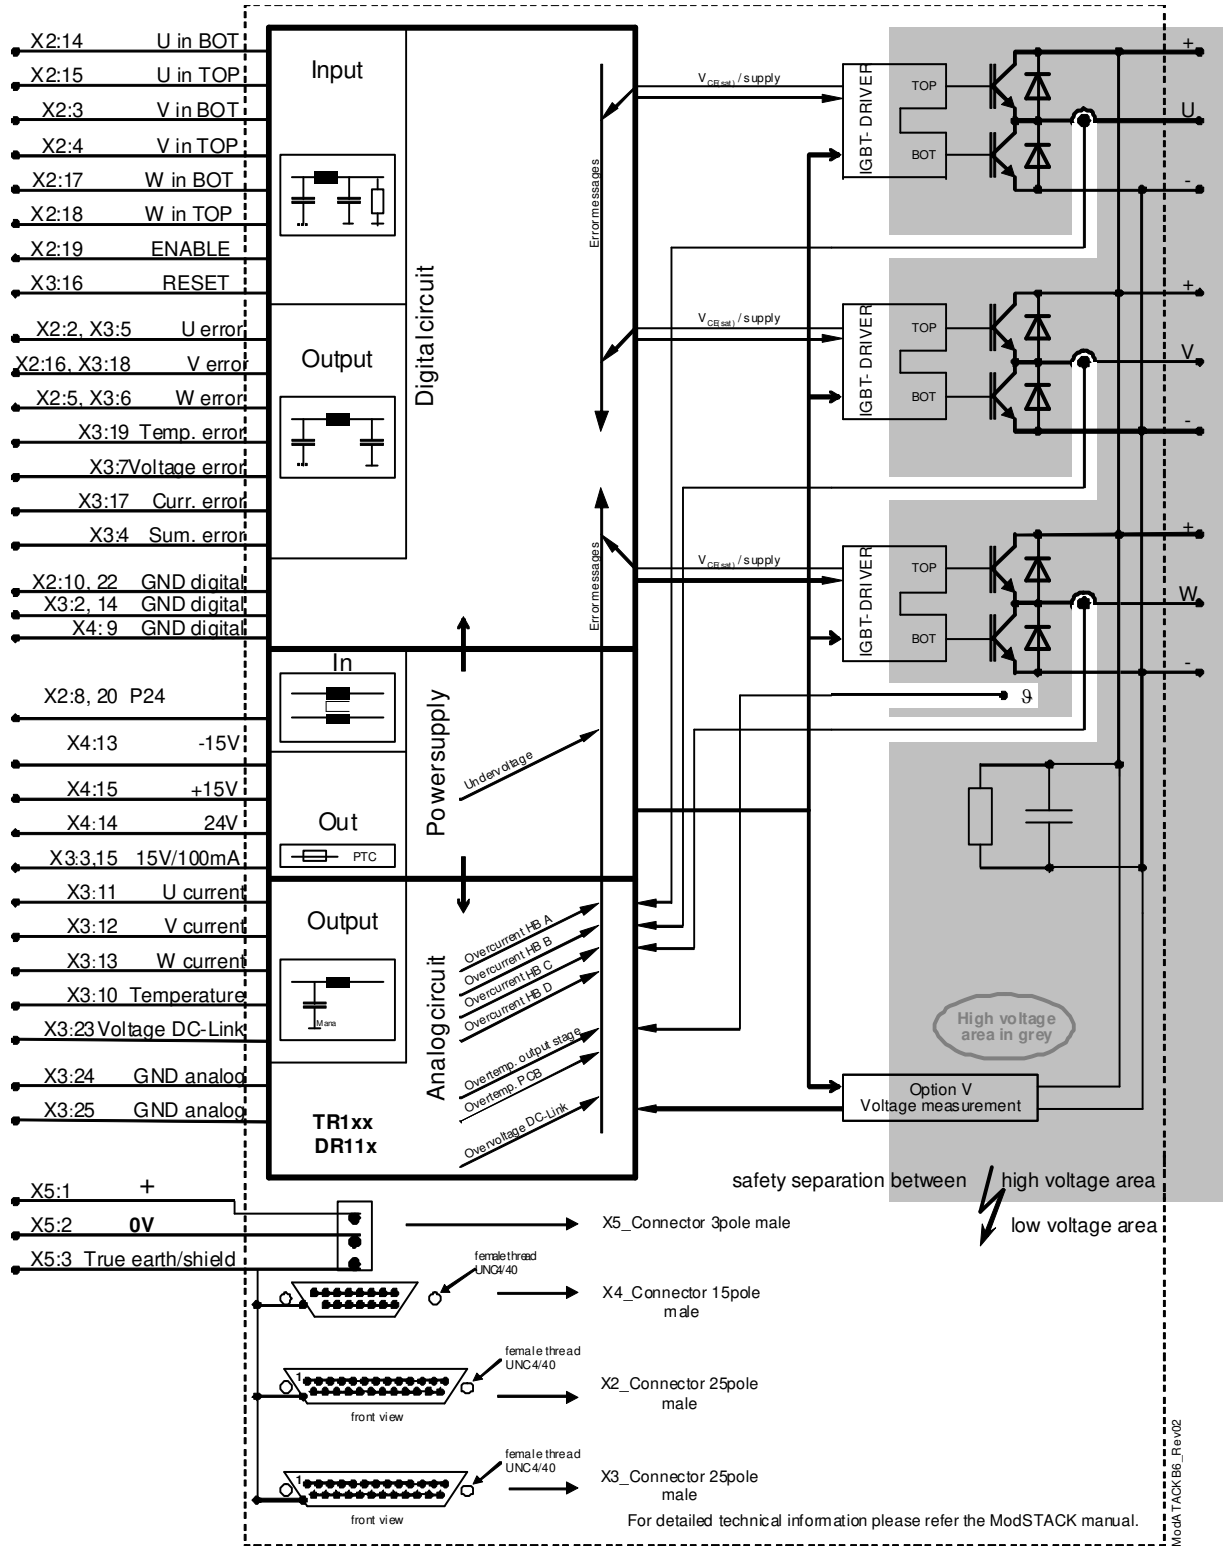 X2:14 U in BOT
X2:15 U in TOP
X2:3 V in BOT
X2:4 V in TOP
X2:17 W in BOT
X2:18 W in TOP
X2:19 ENABLE
X3:16 RESET
X2:2, X3:5 U error
X2:16, X3:18 V error
X2:5, X3:6 W error
X3:19 Temp. error
X3:7 Voltage error
X3:17 Curr. error
X3:4 Sum. error
X2:10, 22 GND digital
X3:2, 14 GND digital
X4: 9 GND digital
X2:8, 20 P24
X4:13 -15V
X4:15 +15V
X4:14 24V
X3:3,15 15V/100mA
X3:11 U current
X3:12 V current
X3:13 W current
X3:10 Temperature
X3:23 Voltage DC-Link
X3:24 GND analog
X3:25 GND analog
X5:1 +
X5:2 0V
X5:3 True earth/shield
Input
Output
Digitalcircuit
Error messages
Error messages
In
Out
PTC
Powersupply
Undervoltage
Output
Mana
Analogcircuit
Overcurrent HB A
Overcurrent HB B
Overcurrent HB C
Overcurrent HB D
Overtemp. output stage
Overtemp. PCB
Overvoltage DC-Link
TR1xx
DR11x
VCE(sat) / supply
IGBT- DRIVER
TOP
BOT
+
U
-
VCE(sat) / supply
IGBT- DRIVER
TOP
BOT
+
V
-
VCE(sat) / supply
IGBT- DRIVER
TOP
BOT
+
W
-
ϑ
High voltage
area in grey
Option V
Voltage measurement
safety separation between
high voltage area
low voltage area
X5_Connector 3pole male
female thread
UNC4/40
X4_Connector 15pole
male
1
female thread
UNC4/40
X2_Connector 25pole
male
front view
1
female thread
UNC4/40
X3_Connector 25pole
male
front view
For detailed technical information please refer the ModSTACK manual.
ModATACK B6_Rev02